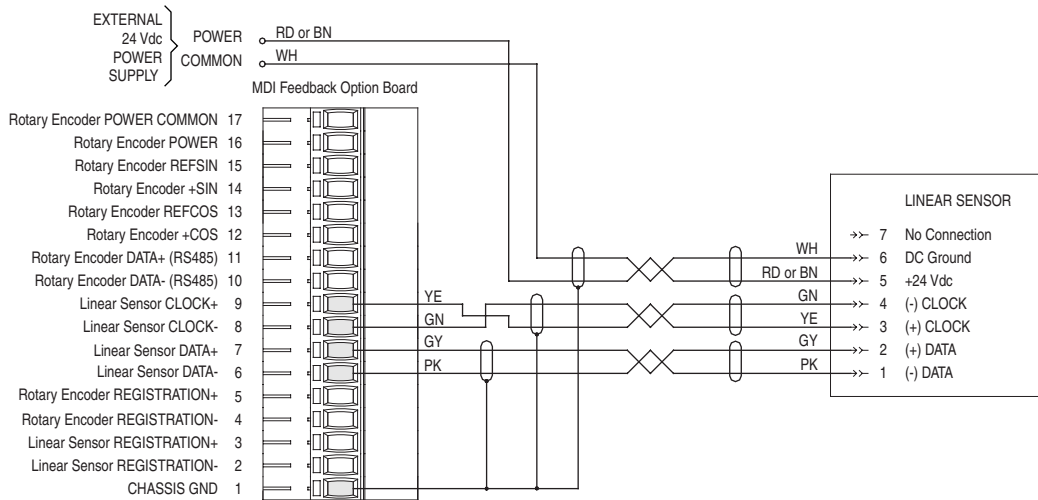 EXTERNAL
24 Vdc
POWER
SUPPLY
POWER
RD or BN
COMMON
WH
MDI Feedback Option Board
Rotary Encoder POWER COMMON 17
Rotary Encoder POWER 16
Rotary Encoder REFSIN 15
Rotary Encoder +SIN 14
Rotary Encoder REFCOS 13
Rotary Encoder +COS 12
Rotary Encoder DATA+ (RS485) 11
Rotary Encoder DATA- (RS485) 10
Linear Sensor CLOCK+ 9
Linear Sensor CLOCK- 8
Linear Sensor DATA+ 7
Linear Sensor DATA- 6
Rotary Encoder REGISTRATION+ 5
Rotary Encoder REGISTRATION- 4
Linear Sensor REGISTRATION+ 3
Linear Sensor REGISTRATION- 2
CHASSIS GND 1
YE
GN
GY
PK
LINEAR SENSOR
7 No Connection
WH 6 DC Ground
RD or BN 5 +24 Vdc
GN 4 (-) CLOCK
YE 3 (+) CLOCK
GY 2 (+) DATA
PK 1 (-) DATA